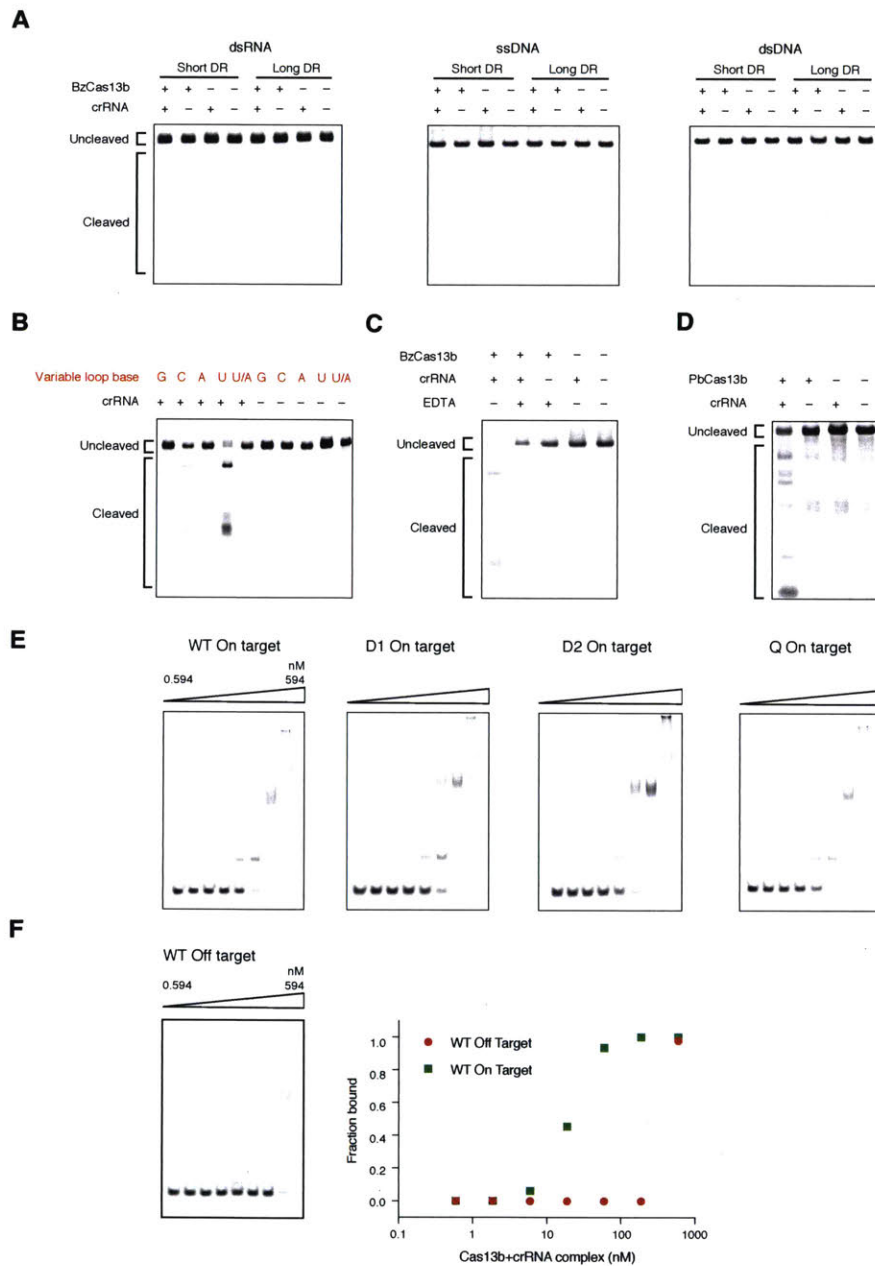 A
dsRNA
ssDNA
dsDNA
Short DR Long DR
Short DR Long DR
Short DR Long DR
BzCas13b + + − − + + − −
+ + − − + + − −
+ + − − + + − −
crRNA + − + − + − + −
+ − + − + − + −
+ − + − + − + −
Uncleaved
Cleaved
B
Variable loop base G C A U U/A G C A U U/A
crRNA + + + + + − − − − −
Uncleaved
Cleaved
C
BzCas13b + + + − −
crRNA + + − + −
EDTA − + + − −
Uncleaved
Cleaved
D
PbCas13b + + − −
crRNA + − + −
Uncleaved
Cleaved
E
WT On target
D1 On target
D2 On target
Q On target
nM
0.594 594
F
WT Off target
nM
0.594 594
WT Off Target
WT On Target
Fraction bound
1.0
0.8
0.6
0.4
0.2
0.0
0.1 1 10 100 1000
Cas13b+crRNA complex (nM)